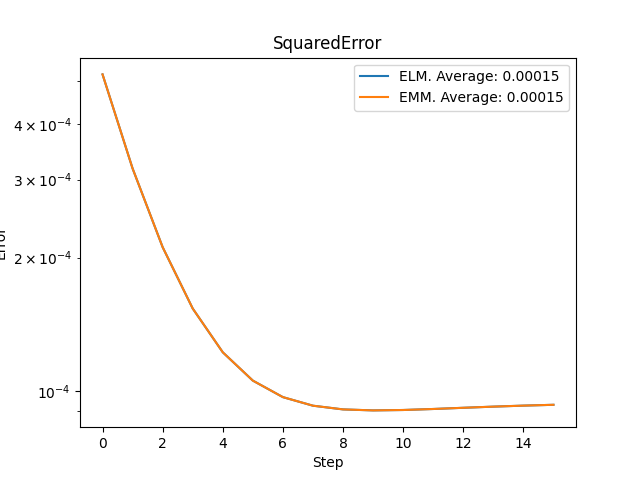 SquaredError
ELM. Average: 0.00015
EMM. Average: 0.00015
4 × 10⁻⁴
3 × 10⁻⁴
2 × 10⁻⁴
10⁻⁴
Error
0 2 4 6 8 10 12 14
Step